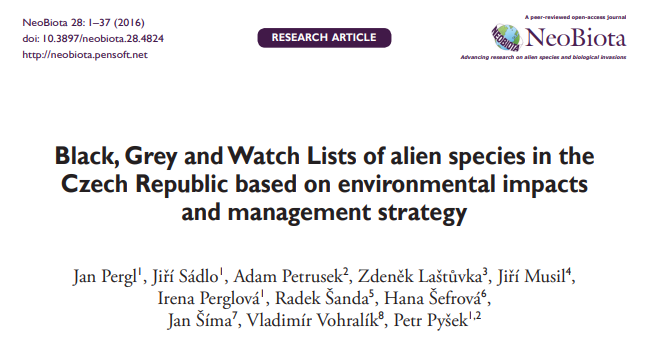 NeoBiota 28: 1–37 (2016)
doi: 10.3897/neobiota.28.4824
http://neobiota.pensoft.net
RESEARCH ARTICLE
A peer-reviewed open-access journal
NEOBIOTA
NeoBiota
Advancing research on alien species and biological invasions
Black, Grey and Watch Lists of alien species in the
Czech Republic based on environmental impacts
and management strategy
Jan Pergl¹, Jiří Sádlo¹, Adam Petrusek², Zdeněk Laštůvka³, Jiří Musil⁴,
Irena Perglová¹, Radek Šanda⁵, Hana Šefrová⁶,
Jan Šíma⁷, Vladimír Vohralík⁸, Petr Pyšek¹,²